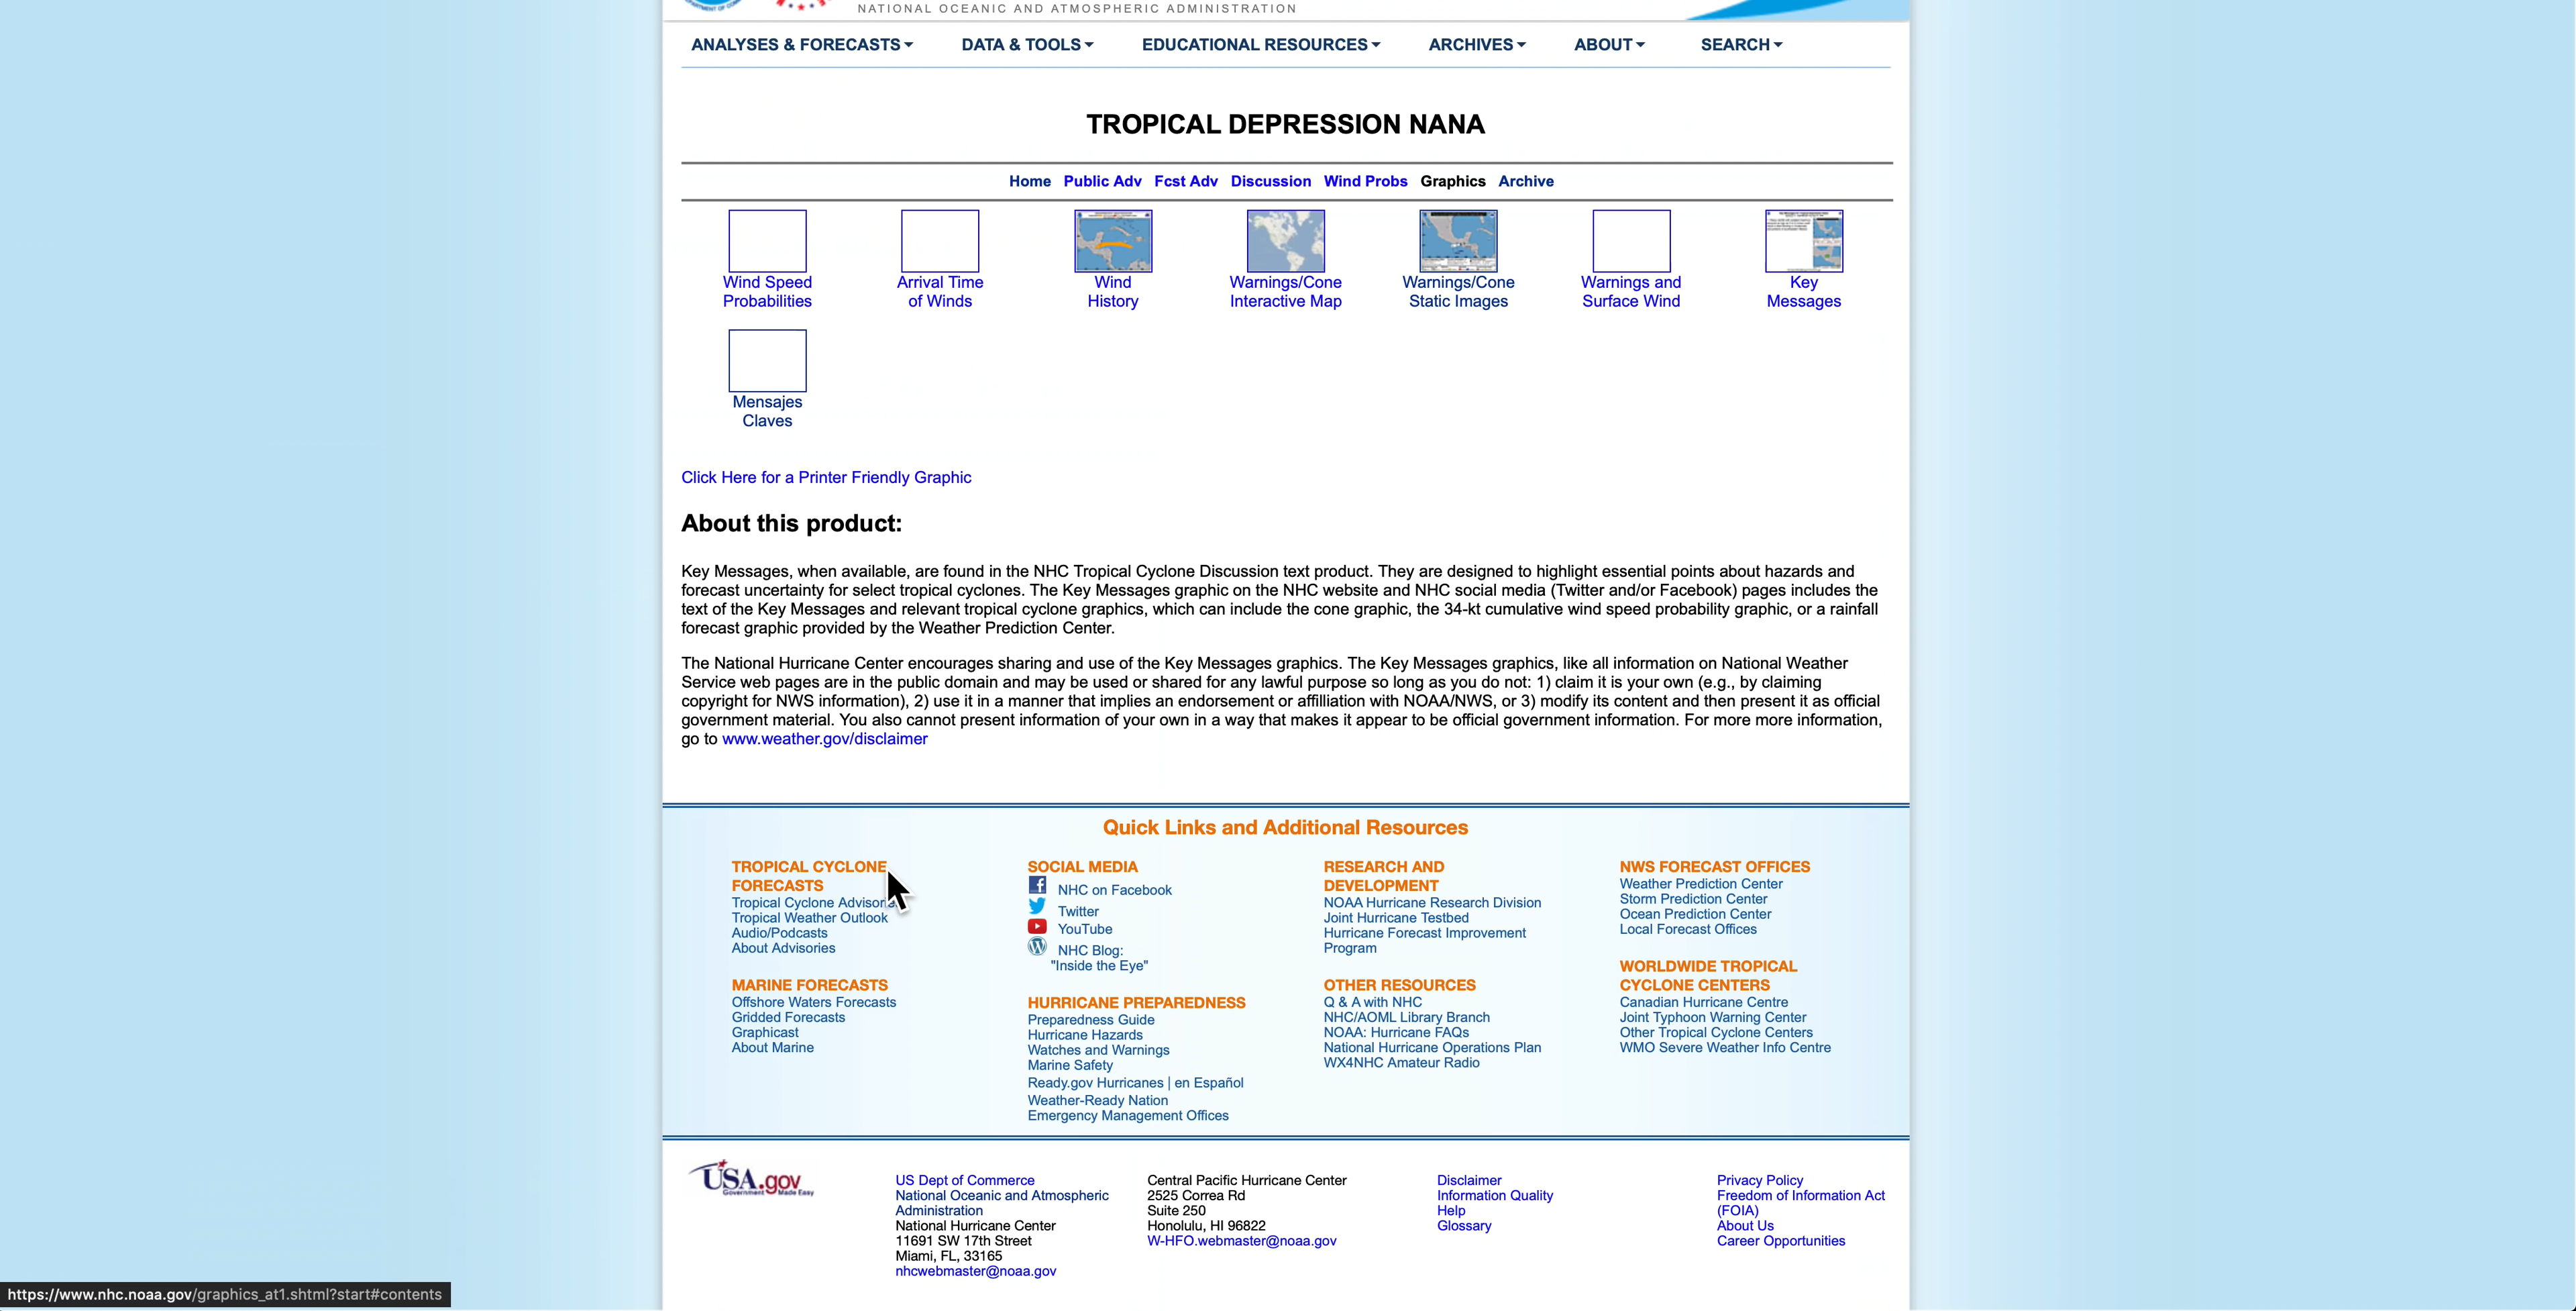 NATIONAL OCEANIC AND ATMOSPHERIC ADMINISTRATION
ANALYSES & FORECASTS DATA & TOOLS EDUCATIONAL RESOURCES ARCHIVES ABOUT SEARCH
TROPICAL DEPRESSION NANA
Home Public Adv Fcst Adv Discussion Wind Probs Graphics Archive
Wind Speed
Probabilities
Arrival Time
of Winds
Wind
History
Warnings/Cone
Interactive Map
Warnings/Cone
Static Images
Warnings and
Surface Wind
Key
Messages
Mensajes
Claves
Click Here for a Printer Friendly Graphic
About this product:
Key Messages, when available, are found in the NHC Tropical Cyclone Discussion text product. They are designed to highlight essential points about hazards and
forecast uncertainty for select tropical cyclones. The Key Messages graphic on the NHC website and NHC social media (Twitter and/or Facebook) pages includes the
text of the Key Messages and relevant tropical cyclone graphics, which can include the cone graphic, the 34-kt cumulative wind speed probability graphic, or a rainfall
forecast graphic provided by the Weather Prediction Center.
The National Hurricane Center encourages sharing and use of the Key Messages graphics. The Key Messages graphics, like all information on National Weather
Service web pages are in the public domain and may be used or shared for any lawful purpose so long as you do not: 1) claim it is your own (e.g., by claiming
copyright for NWS information), 2) use it in a manner that implies an endorsement or affilliation with NOAA/NWS, or 3) modify its content and then present it as official
government material. You also cannot present information of your own in a way that makes it appear to be official government information. For more more information,
go to www.weather.gov/disclaimer
Quick Links and Additional Resources
TROPICAL CYCLONE
FORECASTS
Tropical Cyclone
Tropical Weather Outlook
Audio/Podcasts
About Advisories
MARINE FORECASTS
Offshore Waters Forecasts
Gridded Forecasts
Graphicast
About Marine
SOCIAL MEDIA
NHC on Facebook
Twitter
YouTube
NHC Blog:
"Inside the Eye"
HURRICANE PREPAREDNESS
Preparedness Guide
Hurricane Hazards
Watches and Warnings
Marine Safety
Ready.gov Hurricanes | en Español
Weather-Ready Nation
Emergency Management Offices
RESEARCH AND
DEVELOPMENT
NOAA Hurricane Research Division
Joint Hurricane Testbed
Hurricane Forecast Improvement
Program
OTHER RESOURCES
Q & A with NHC
NHC/AOML Library Branch
NOAA: Hurricane FAQs
National Hurricane Operations Plan
WX4NHC Amateur Radio
NWS FORECAST OFFICES
Weather Prediction Center
Storm Prediction Center
Ocean Prediction Center
Local Forecast Offices
WORLDWIDE TROPICAL
CYCLONE CENTERS
Canadian Hurricane Centre
Joint Typhoon Warning Center
Other Tropical Cyclone Centers
WMO Severe Weather Info Centre
USA.gov
Government Made Easy
US Dept of Commerce
National Oceanic and Atmospheric
Administration
National Hurricane Center
11691 SW 17th Street
Miami, FL, 33165
nhcwebmaster@noaa.gov
Central Pacific Hurricane Center
2525 Correa Rd
Suite 250
Honolulu, HI 96822
W-HFO.webmaster@noaa.gov
Disclaimer
Information Quality
Help
Glossary
Privacy Policy
Freedom of Information Act
(FOIA)
About Us
Career Opportunities
https://www.nhc.noaa.gov/graphics_at1.shtml?start#contents